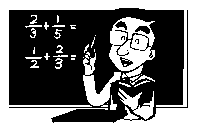 2/3 + 1/5 =
1/2 + 2/3 =